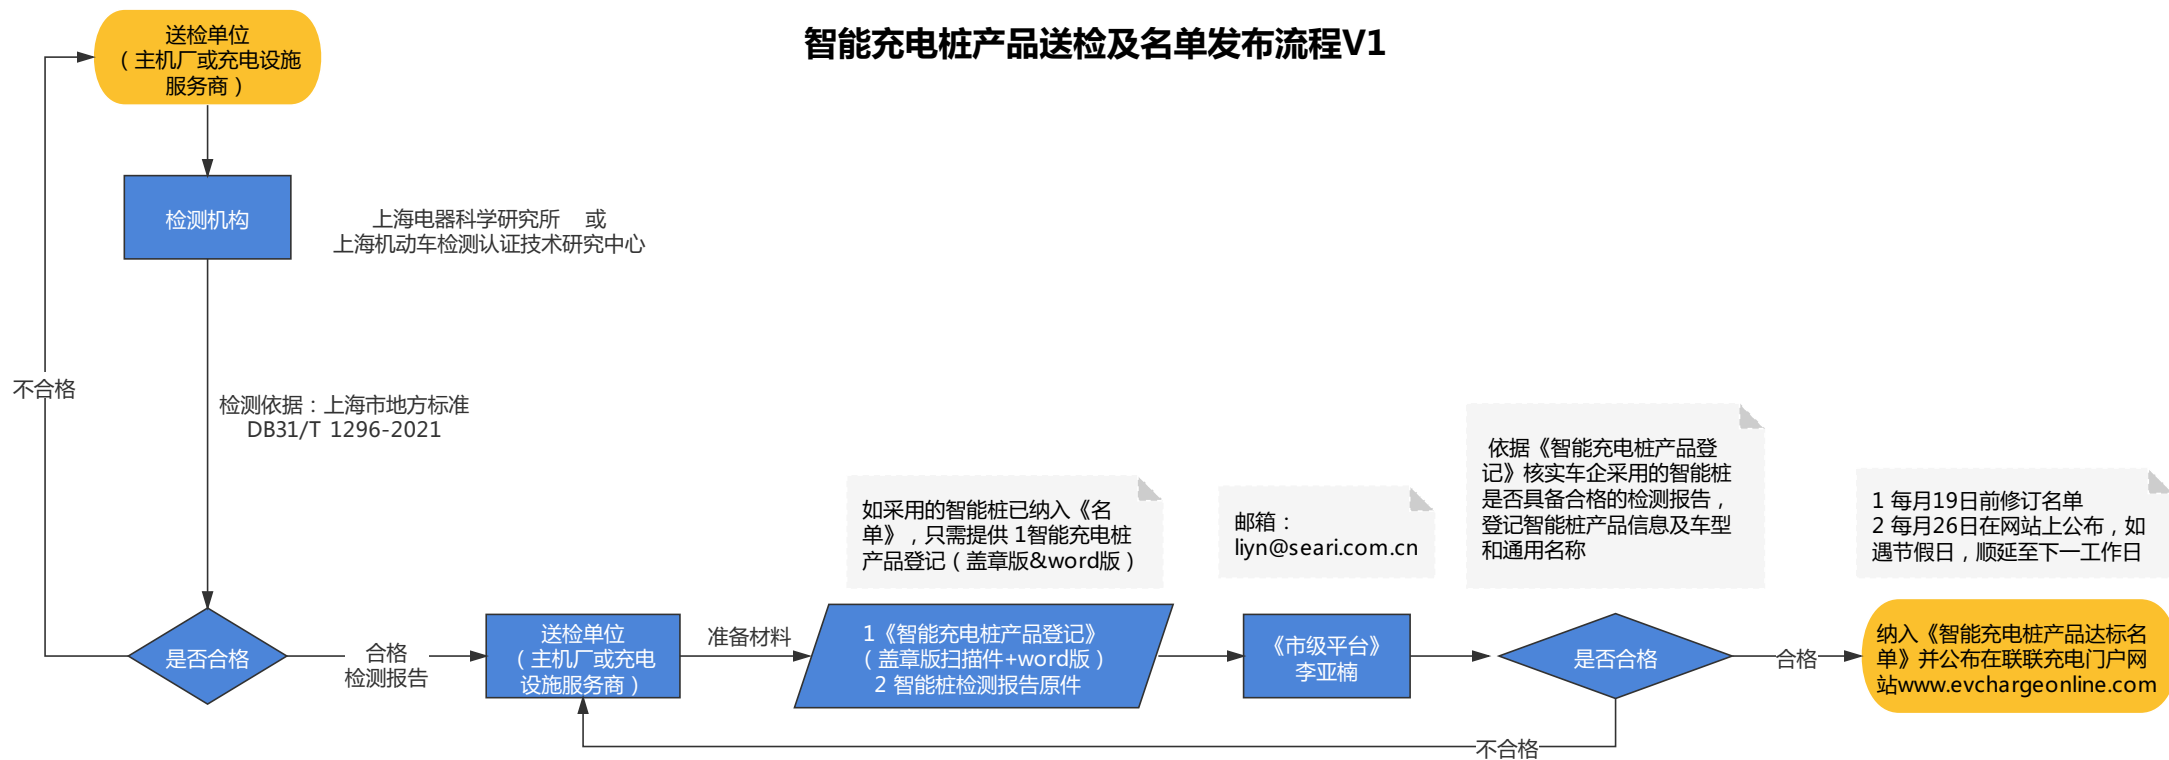 智能充电桩产品送检及名单发布流程V1
送检单位
（主机厂或充电设施
服务商）
检测机构
上海电器科学研究所 或
上海机动车检测认证技术研究中心
不合格
检测依据：上海市地方标准
DB31/T 1296-2021
是否合格
合格
检测报告
送检单位
（主机厂或充电
设施服务商）
准备材料
如采用的智能桩已纳入《名
单》，只需提供 1智能充电桩
产品登记（盖章版&word版）
1《智能充电桩产品登记》
（盖章版扫描件+word版）
2 智能桩检测报告原件
邮箱：
liyn@seari.com.cn
《市级平台》
李亚楠
依据《智能充电桩产品登
记》核实车企采用的智能桩
是否具备合格的检测报告，
登记智能桩产品信息及车型
和通用名称
是否合格
不合格
合格
1 每月19日前修订名单
2 每月26日在网站上公布，如
遇节假日，顺延至下一工作日
纳入《智能充电桩产品达标名
单》并公布在联联充电门户网
站www.evchargeonline.com